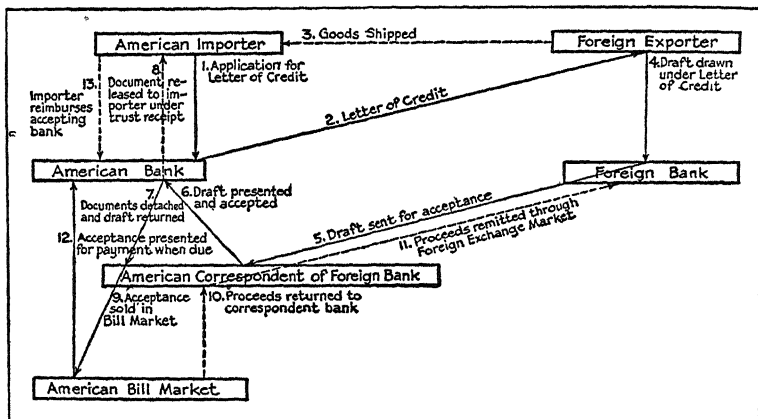 3. Goods Shipped
American Importer
Foreign Exporter
13.
Importer
reimburses
accepting
bank
8.
Document re-
leased to im-
porter under
trust receipt
1. Application for
Letter of Credit
2. Letter of Credit
4. Draft drawn
under Letter
of Credit
American Bank
Foreign Bank
7.
Documents detached
and draft returned
6. Draft presented
and accepted
5. Draft sent for acceptance
11. Proceeds remitted through
Foreign Exchange Market
12. Acceptance presented
for payment when due
American Correspondent of Foreign Bank
9. Acceptance
sold in
Bill Market
10. Proceeds returned to
correspondent bank
American Bill Market